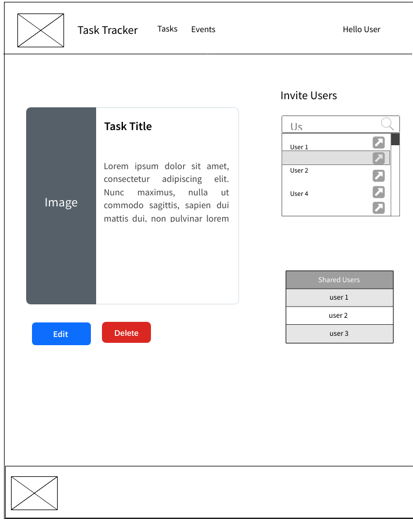 Task Tracker
Tasks
Events
Hello User
Invite Users
Us
User 1
User 2
User 4
Task Title
Lorem ipsum dolor sit amet,
consectetur adipiscing elit.
Nunc maximus, nulla ut
commodo sagittis, sapien dui
mattis dui, non pulvinar lorem
Image
Shared Users
user 1
user 2
user 3
Edit
Delete